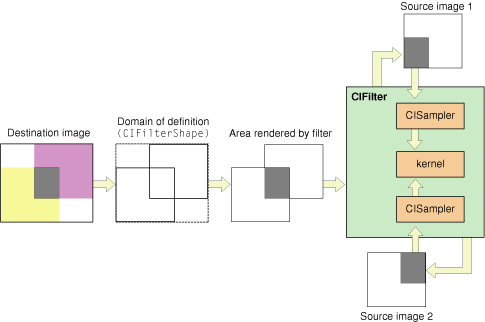 Source image 1
CIFilter
CISampler
Destination image
Domain of definition
(CIFilterShape)
Area rendered by filter
kernel
CISampler
Source image 2